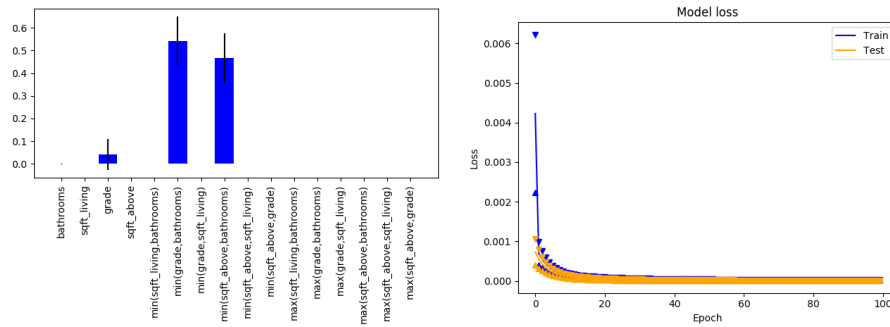 0.6
0.5
0.4
0.3
0.2
0.1
0.0
bathrooms
sqft_living
grade
sqft_above
min(sqft_living,bathrooms)
min(grade,bathrooms)
min(grade,sqft_living)
min(sqft_above,bathrooms)
min(sqft_above,sqft_living)
min(sqft_above,grade)
max(sqft_living,bathrooms)
max(grade,bathrooms)
max(grade,sqft_living)
max(sqft_above,bathrooms)
max(sqft_above,sqft_living)
max(sqft_above,grade)
Model loss
Train
Test
Loss
0.006
0.005
0.004
0.003
0.002
0.001
0.000
0 20 40 60 80 100
Epoch